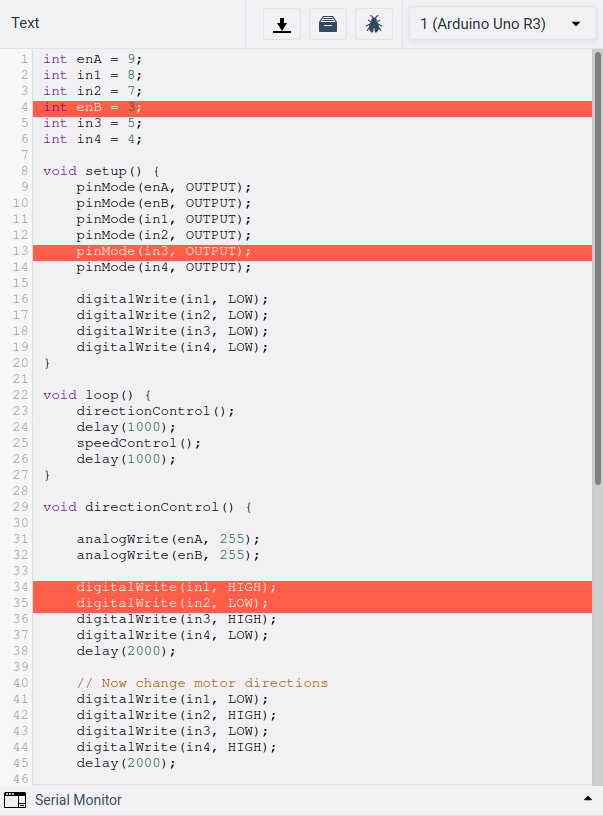 Text
1 (Arduino Uno R3)
1 int enA = 9;
2 int in1 = 8;
3 int in2 = 7;
4 int enB = 3;
5 int in3 = 5;
6 int in4 = 4;
7
8 void setup() {
9     pinMode(enA, OUTPUT);
10     pinMode(enB, OUTPUT);
11     pinMode(in1, OUTPUT);
12     pinMode(in2, OUTPUT);
13     pinMode(in3, OUTPUT);
14     pinMode(in4, OUTPUT);
15
16     digitalWrite(in1, LOW);
17     digitalWrite(in2, LOW);
18     digitalWrite(in3, LOW);
19     digitalWrite(in4, LOW);
20 }
21
22 void loop() {
23     directionControl();
24     delay(1000);
25     speedControl();
26     delay(1000);
27 }
28
29 void directionControl() {
30
31     analogWrite(enA, 255);
32     analogWrite(enB, 255);
33
34     digitalWrite(in1, HIGH);
35     digitalWrite(in2, LOW);
36     digitalWrite(in3, HIGH);
37     digitalWrite(in4, LOW);
38     delay(2000);
39
40     // Now change motor directions
41     digitalWrite(in1, LOW);
42     digitalWrite(in2, HIGH);
43     digitalWrite(in3, LOW);
44     digitalWrite(in4, HIGH);
45     delay(2000);
46
Serial Monitor